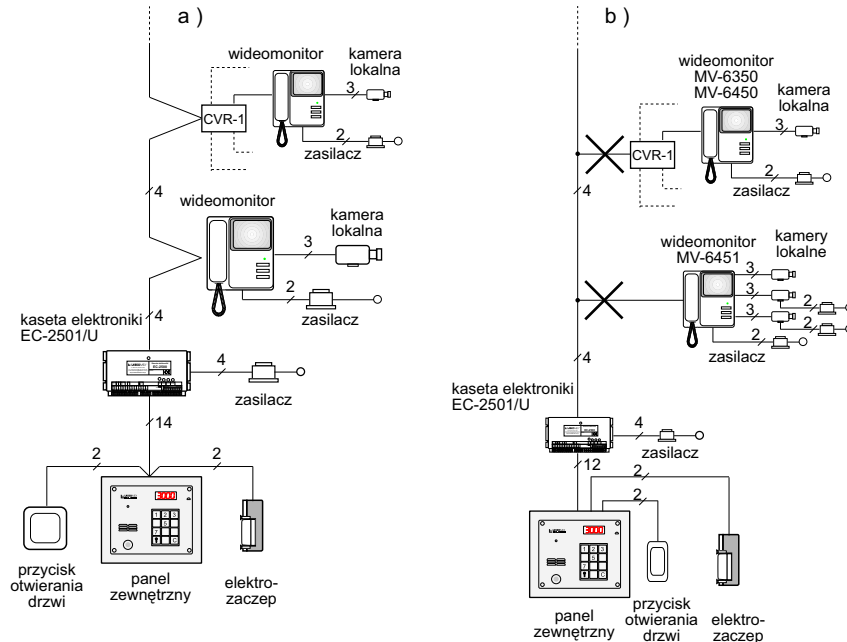 a )
wideomonitor
kamera
lokalna
3
CVR-1
2
zasilacz
4
wideomonitor
kamera
lokalna
3
2
zasilacz
4
kaseta elektroniki
EC-2501/U
4
zasilacz
14
2
2
przycisk
otwierania
drzwi
panel
zewnętrzny
elektro-
zaczep
b )
wideomonitor
MV-6350
MV-6450
kamera
lokalna
3
CVR-1
2
zasilacz
4
wideomonitor
MV-6451
kamery
lokalne
3
3
2
3
2
2
zasilacz
4
kaseta elektroniki
EC-2501/U
4
zasilacz
12
2
2
panel
zewnętrzny
przycisk
otwierania
drzwi
elektro-
zaczep